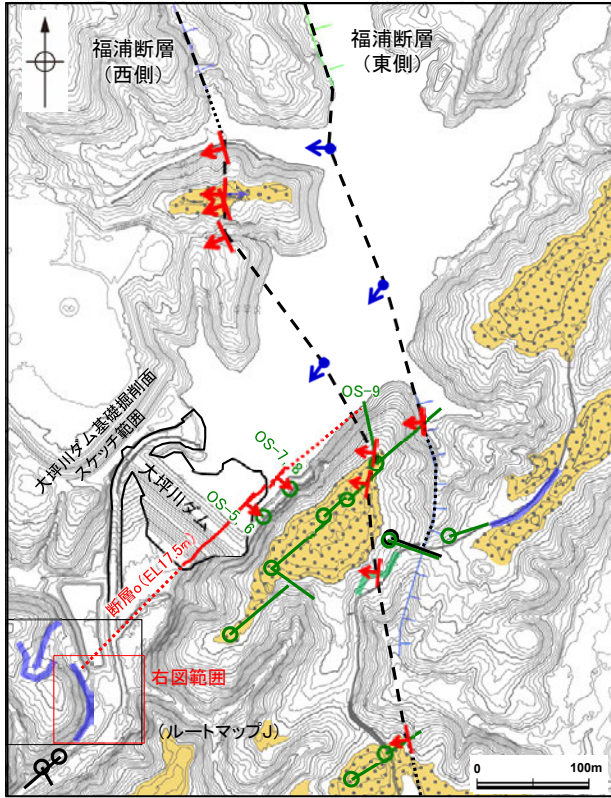 福浦断層
(西側)
福浦断層
(東側)
OS-9
大坪川ダム基礎掘削面
スケッチ範囲
OS-7, 8
大坪川ダム
OS-5, 6
断層o(EL17.5m)
右図範囲
(ルートマップJ)
0 100m